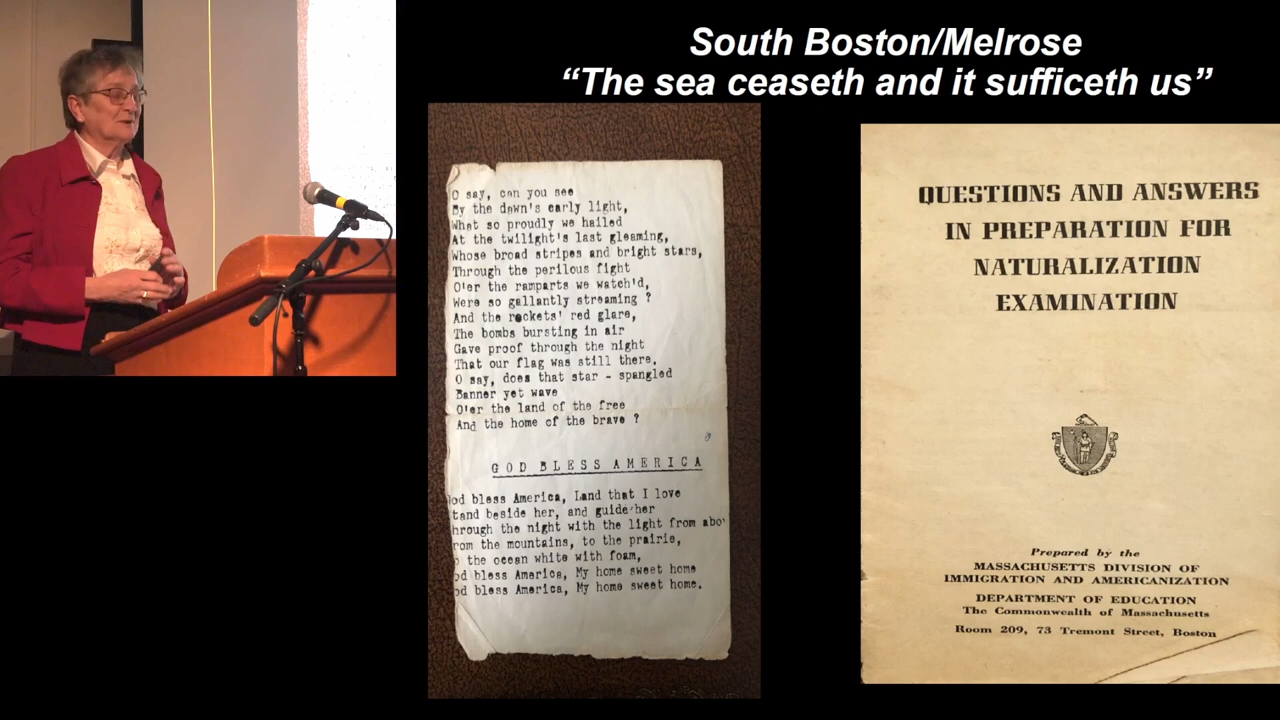 South Boston/Melrose
“The sea ceaseth and it sufficeth us”
O say, can you see
By the dawn's early light,
What so proudly we hailed
At the twilight's last gleaming,
Whose broad stripes and bright stars,
Through the perilous fight
O'er the ramparts we watch'd,
Were so gallantly streaming ?
And the rockets' red glare,
The bombs bursting in air
Gave proof through the night
That our flag was still there.
O say, does that star - spangled
Banner yet wave
O'er the land of the free
And the home of the brave ?
GOD BLESS AMERICA
od bless America, Land that I love
tand beside her, and guide her
hrough the night with the light from abo
rom the mountains, to the prairie,
o the ocean white with foam,
od bless America, My home sweet home
od bless America, My home sweet home.
QUESTIONS AND ANSWERS
IN PREPARATION FOR
NATURALIZATION
EXAMINATION
Prepared by the
MASSACHUSETTS DIVISION OF
IMMIGRATION AND AMERICANIZATION
DEPARTMENT OF EDUCATION
The Commonwealth of Massachusetts
Room 209, 73 Tremont Street, Boston